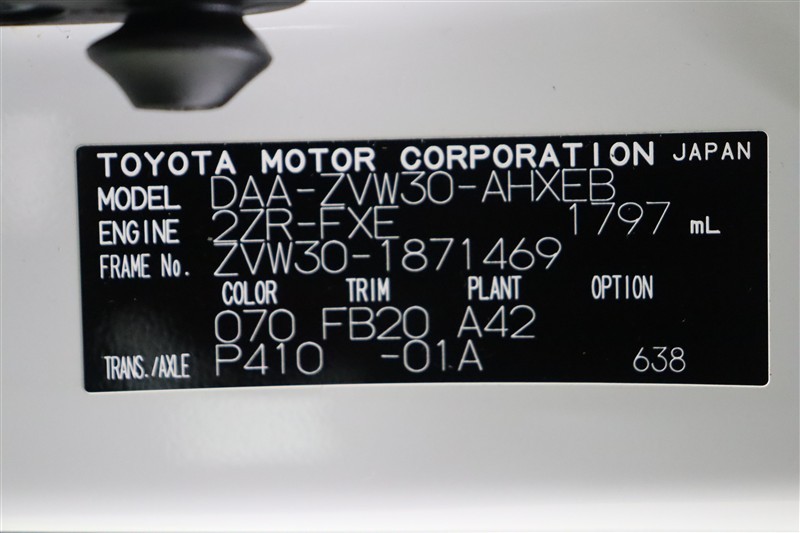 TOYOTA MOTOR CORPORATION JAPAN
MODEL DAA-ZVW30-AHXEB
ENGINE 2ZR-FXE 1797 mL
FRAME No. ZVW30-1871469
COLOR TRIM PLANT OPTION
070 FB20 A42
TRANS./AXLE P410 -01A 638